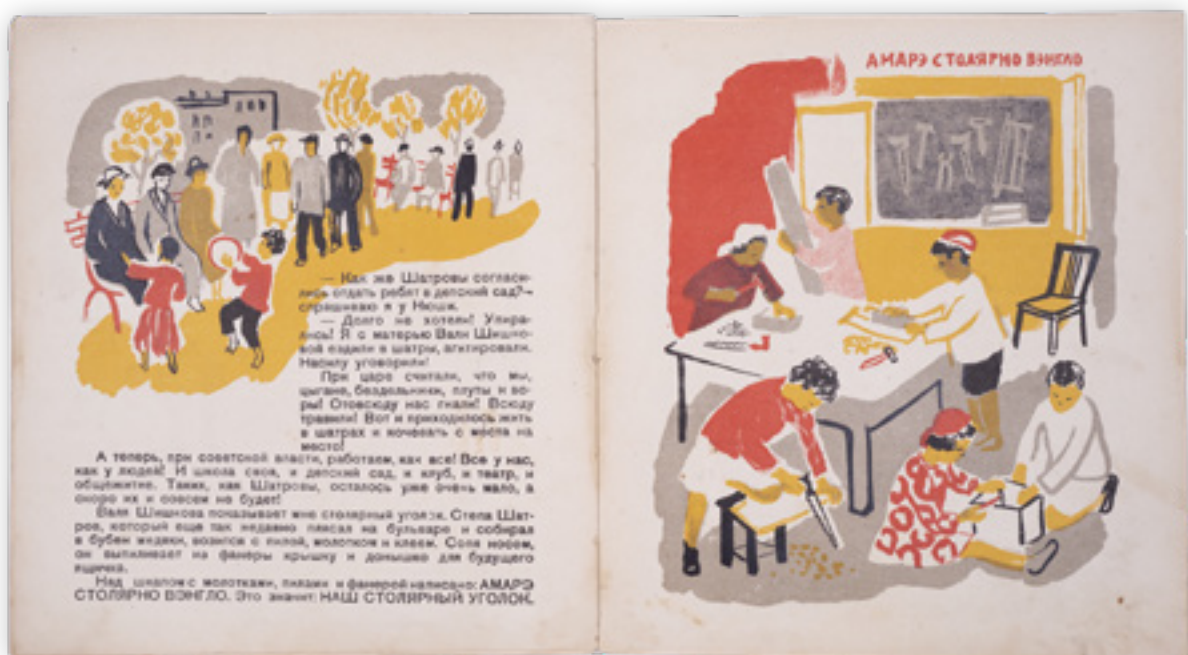 — Как же Шатровы согласи-
лись отдать ребят в детский сад?—
спрашиваю я у Нюши.
— Долго не хотели! Упира-
лись! Я с матерью Вали Шишко-
вой ездили в шатры, агитировали.
Насилу уговорили!
При царе считали, что мы,
цыгане, бездельники, плуты и во-
ры! Отовсюду нас гнали! Всюду
травили! Вот и приходилось жить
в шатрах и кочевать с места на
место!
А теперь, при советской власти, работаем, как все! Все у нас,
как у людей! И школа своя, и детский сад, и клуб, и театр, и
общежитие. Таких, как Шатровы, осталось уже очень мало, а
скоро их и совсем не будет!
Валя Шишкова показывает мне столярный уголок. Степа Шат-
ров, который еще так недавно плясал на бульваре и собирал
в бубен медяки, возится с пилой, молотком и клеем. Сопя носом,
он выпиливает из фанеры крышку и донышко для будущего
ящичка.
Над шкапом с молотками, пилами и фанерой написано: АМАРЭ
СТОЛЯРНО ВЭНГЛО. Это значит: НАШ СТОЛЯРНЫЙ УГОЛОК.
АМАРЭ СТОЛЯРНО ВЭНГЛО